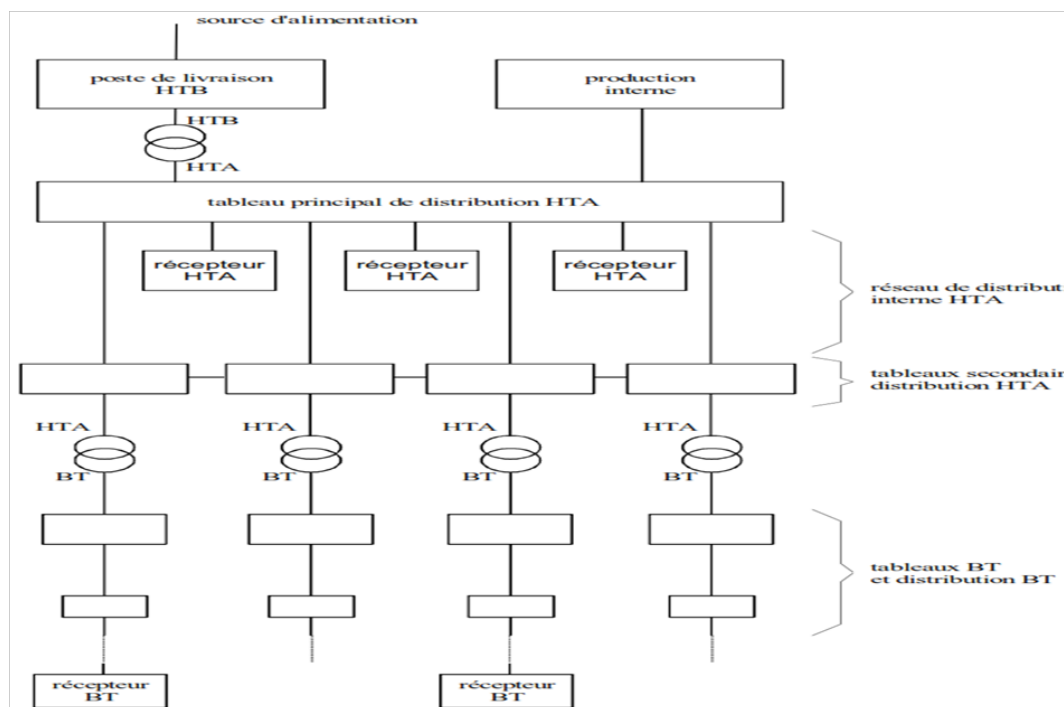 source d'alimentation
poste de livraison
HTB
production
interne
HTB
HTA
tableau principal de distribution HTA
récepteur
HTA
récepteur
HTA
récepteur
HTA
réseau de distribut
interne HTA
tableaux secondair
distribution HTA
HTA
HTA
HTA
HTA
BT
BT
BT
BT
tableaux BT
et distribution BT
récepteur
BT
récepteur
BT